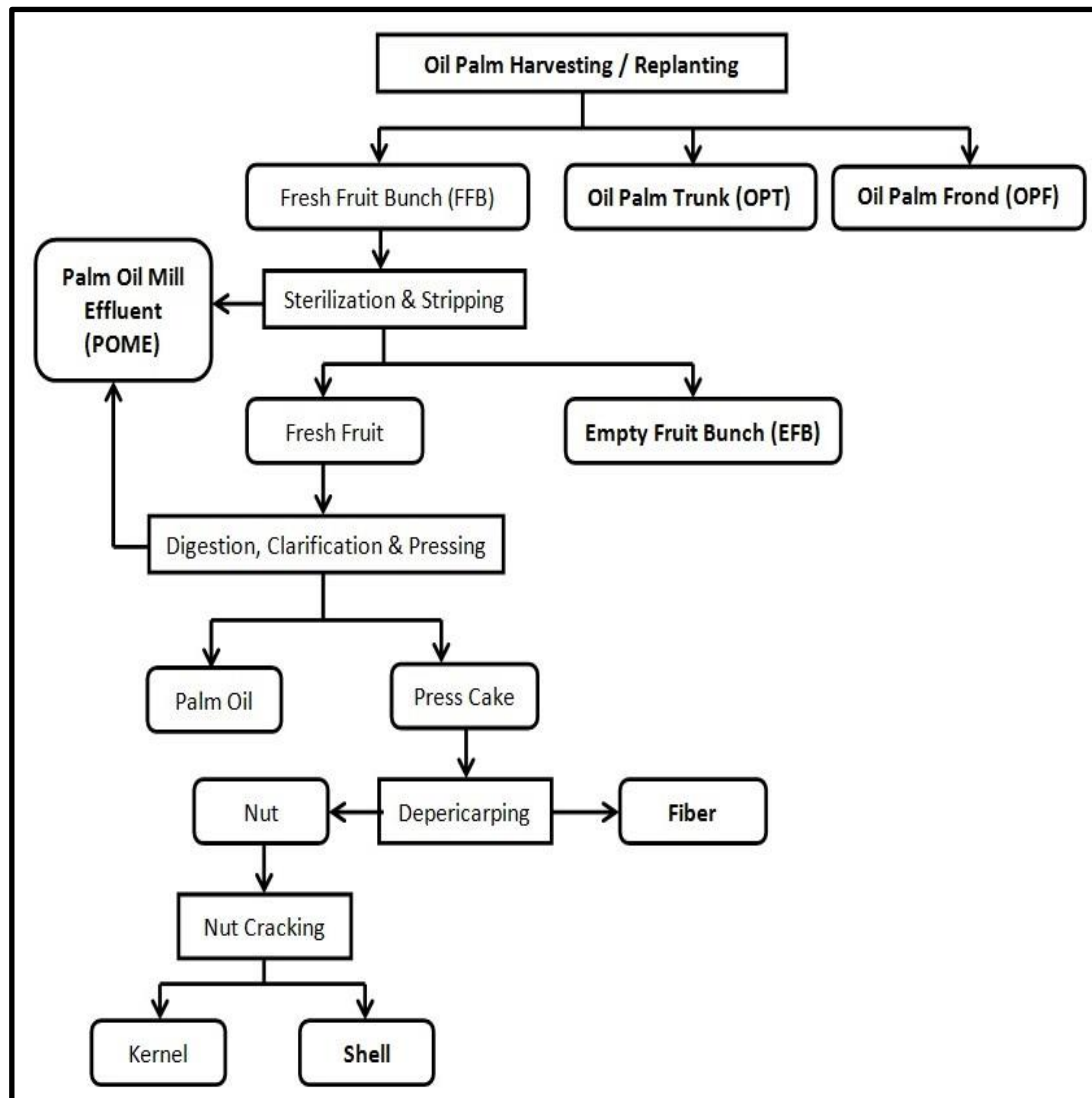 Oil Palm Harvesting / Replanting
Fresh Fruit Bunch (FFB)
Oil Palm Trunk (OPT)
Oil Palm Frond (OPF)
Palm Oil Mill
Effluent
(POME)
Sterilization & Stripping
Fresh Fruit
Empty Fruit Bunch (EFB)
Digestion, Clarification & Pressing
Palm Oil
Press Cake
Nut
Depericarping
Fiber
Nut Cracking
Kernel
Shell